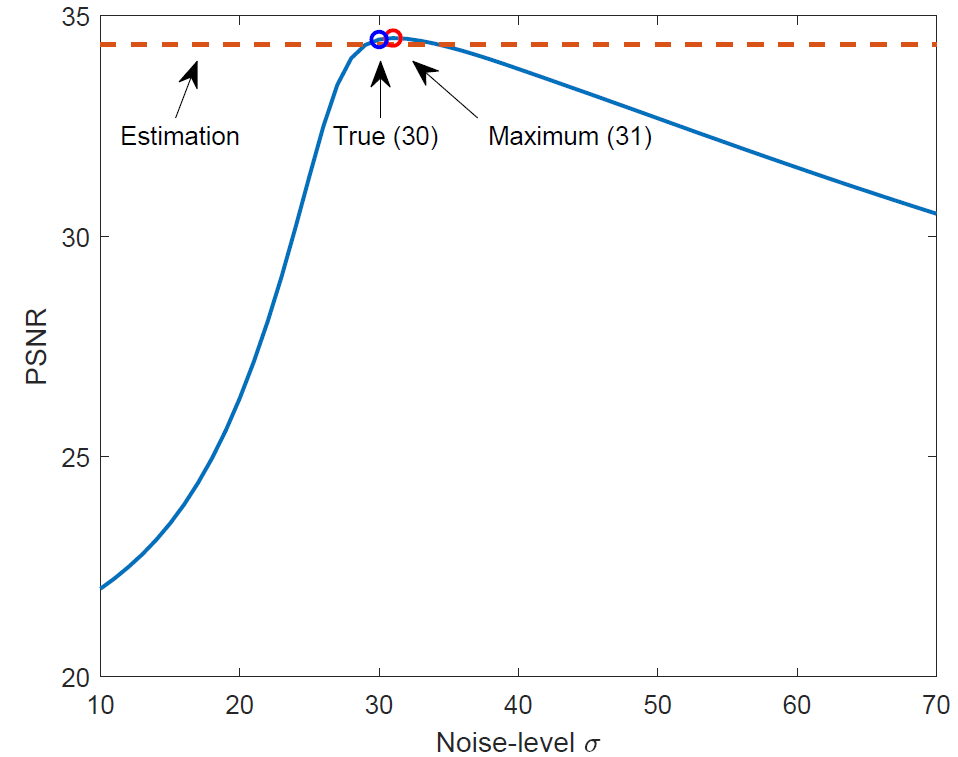 35
30
25
20
PSNR
Estimation
True (30)
Maximum (31)
10
20
30
40
50
60
70
Noise-level σ